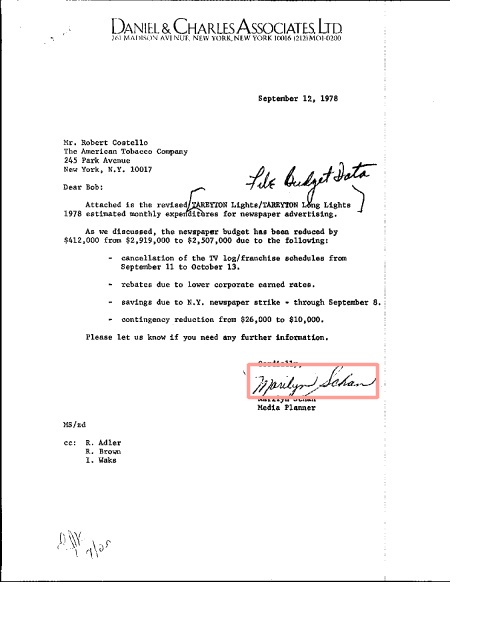 DANIEL & CHARLES ASSOCIATES, LTD.
261 MADISON AVENUE, NEW YORK, NEW YORK 10016 (212) MO1-0200
September 12, 1978
Mr. Robert Costello
The American Tobacco Company
245 Park Avenue
New York, N.Y. 10017
File Budget Data
Dear Bob:
Attached is the revised TAREYTON Lights/TAREYTON Long Lights
1978 estimated monthly expenditures for newspaper advertising.
As we discussed, the newspaper budget has been reduced by
$412,000 from $2,919,000 to $2,507,000 due to the following:
- cancellation of the TV log/franchise schedules from
September 11 to October 13.
- rebates due to lower corporate earned rates.
- savings due to N.Y. newspaper strike - through September 8.
- contingency reduction from $26,000 to $10,000.
Please let us know if you need any further information.
Cordially,
Marilyn Schan
Marilyn Schan
Media Planner
MS/zd
cc: R. Adler
R. Brown
I. Waks
9/25